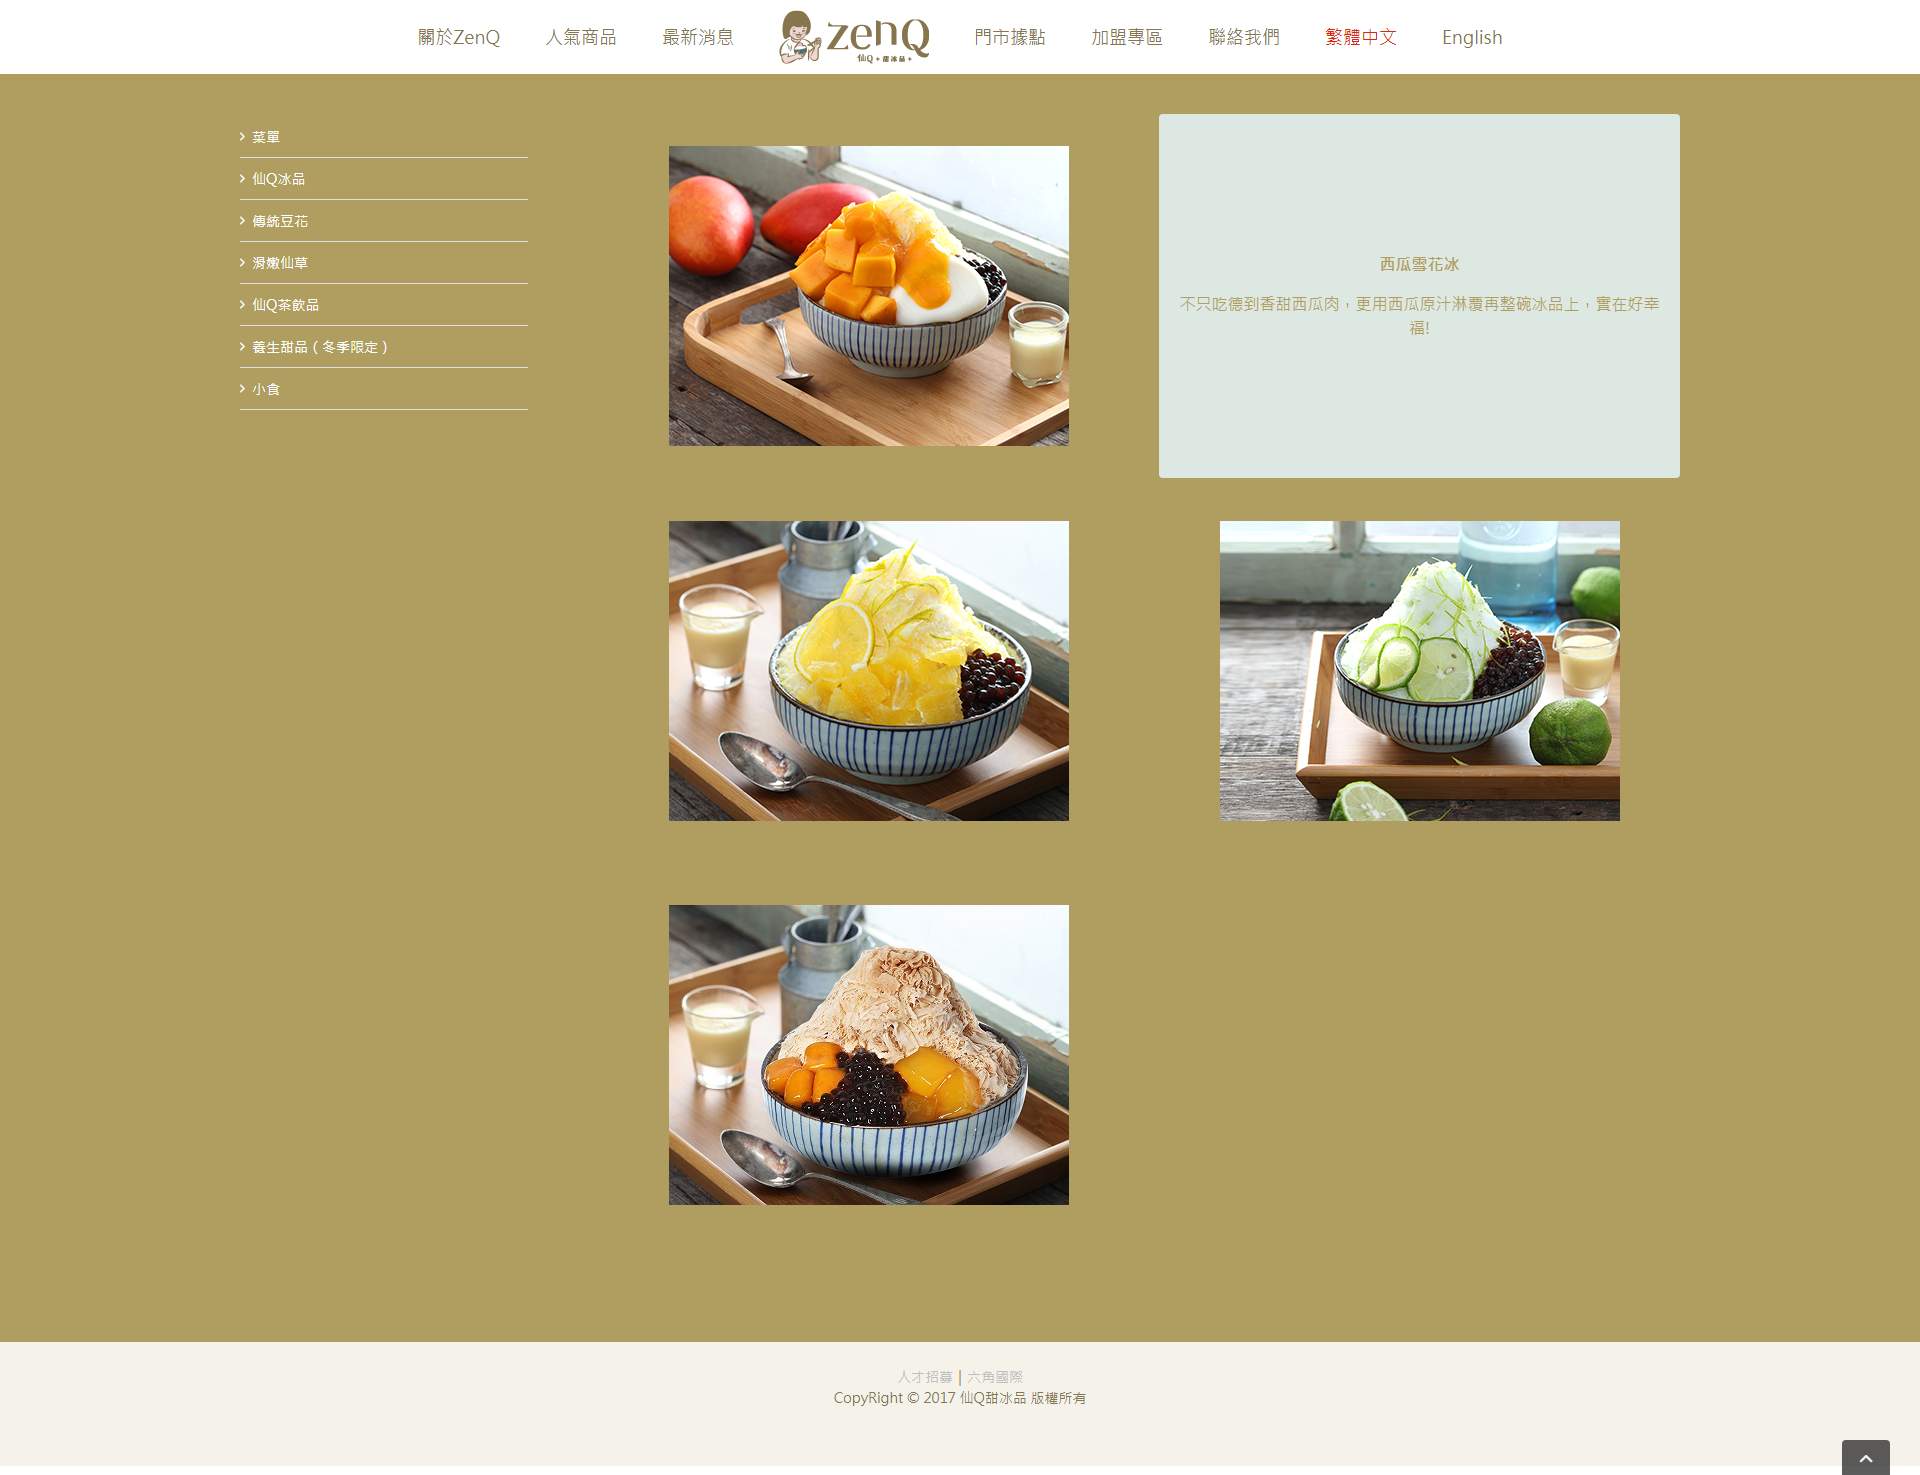 關於ZenQ
人氣商品
最新消息
zenQ
仙Q✦甜冰品✦
門市據點
加盟專區
聯絡我們
繁體中文
English
菜單
仙Q冰品
傳統豆花
滑嫩仙草
仙Q茶飲品
養生甜品 ( 冬季限定 )
小食
西瓜雪花冰
不只吃德到香甜西瓜肉，更用西瓜原汁淋覆再整碗冰品上，實在好幸
福!
人才招募 | 六角國際
CopyRight © 2017 仙Q甜冰品 版權所有